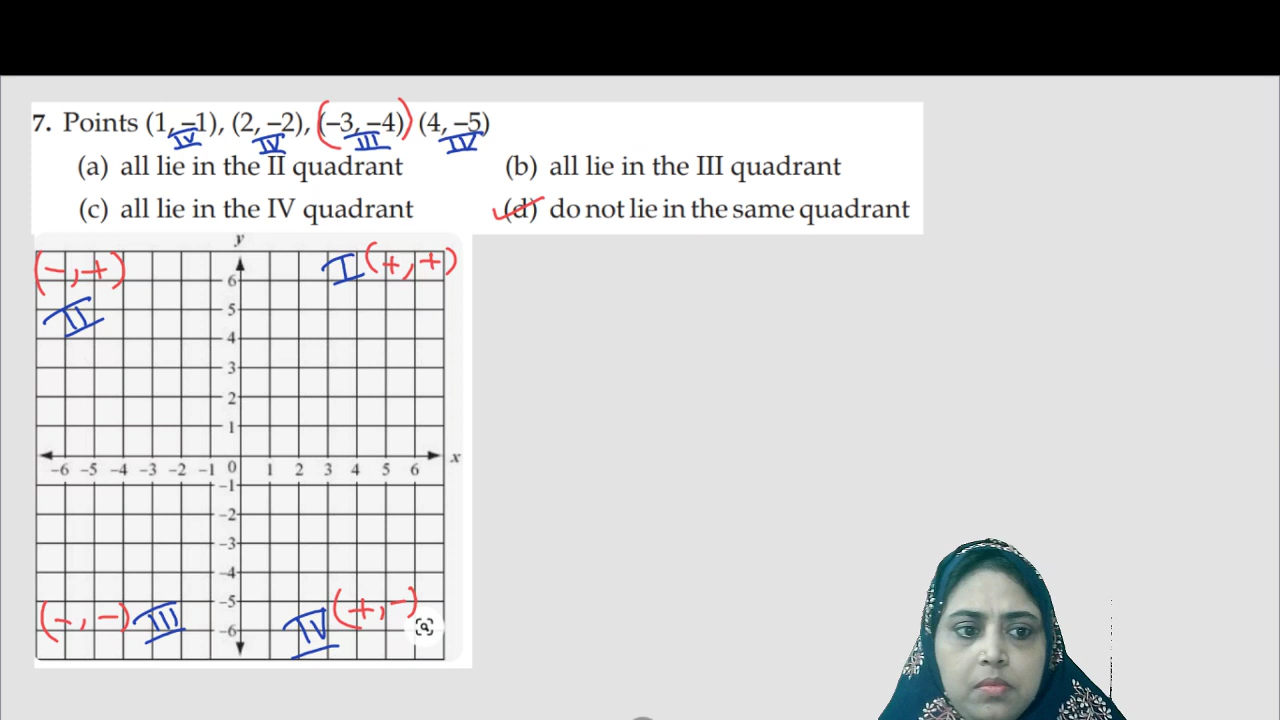 7. Points (1, –1), (2, –2), (–3, –4) (4, –5)
IV IV III IV
(a) all lie in the II quadrant (b) all lie in the III quadrant
(c) all lie in the IV quadrant (d) do not lie in the same quadrant
y
(-,+) I (+,+)
II
6
5
4
3
2
1
x
-6 -5 -4 -3 -2 -1 0 1 2 3 4 5 6
-1
-2
-3
-4
-5
(-,-) III IV (+,-)
-6